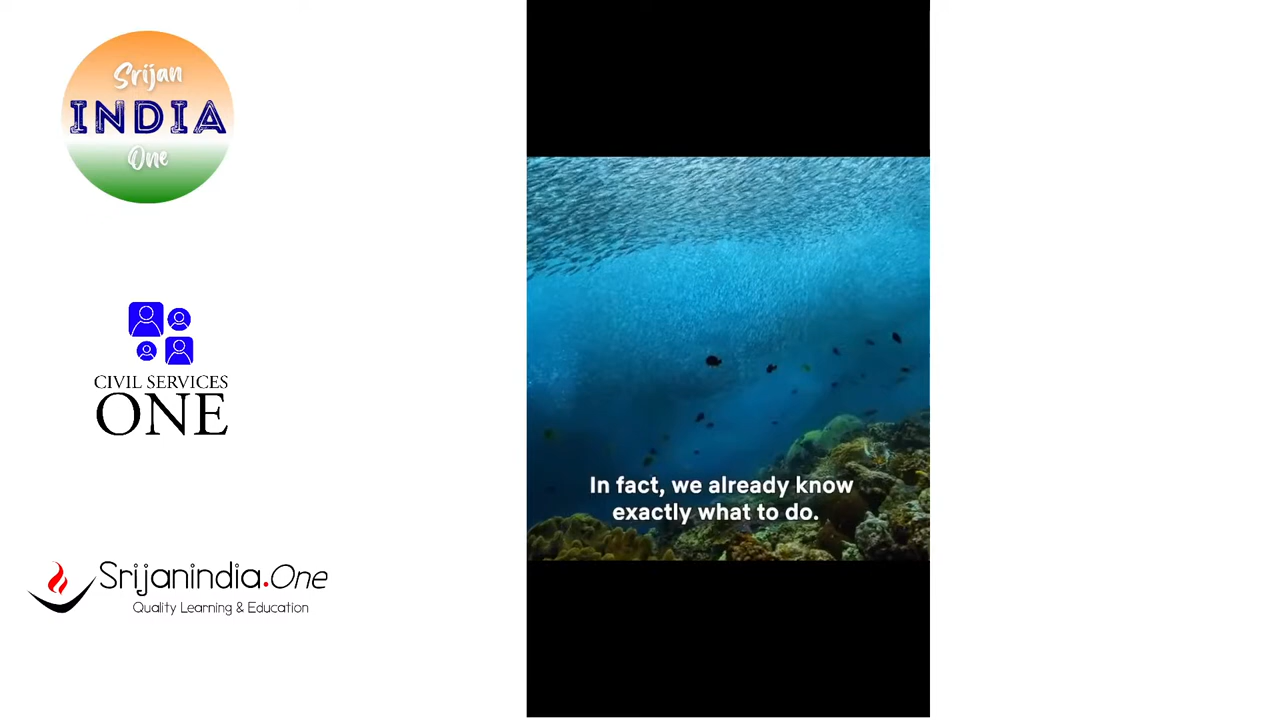 Srijan
INDIA
One
CIVIL SERVICES
ONE
Srijanindia.One
Quality Learning & Education
In fact, we already know
exactly what to do.